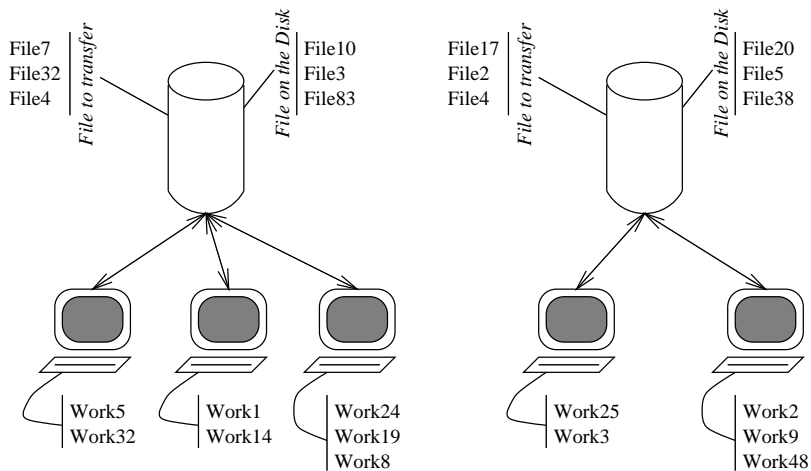 File7
File32
File4
File to transfer
File on the Disk
File10
File3
File83
File17
File2
File4
File to transfer
File on the Disk
File20
File5
File38
Work5
Work32
Work1
Work14
Work24
Work19
Work8
Work25
Work3
Work2
Work9
Work48